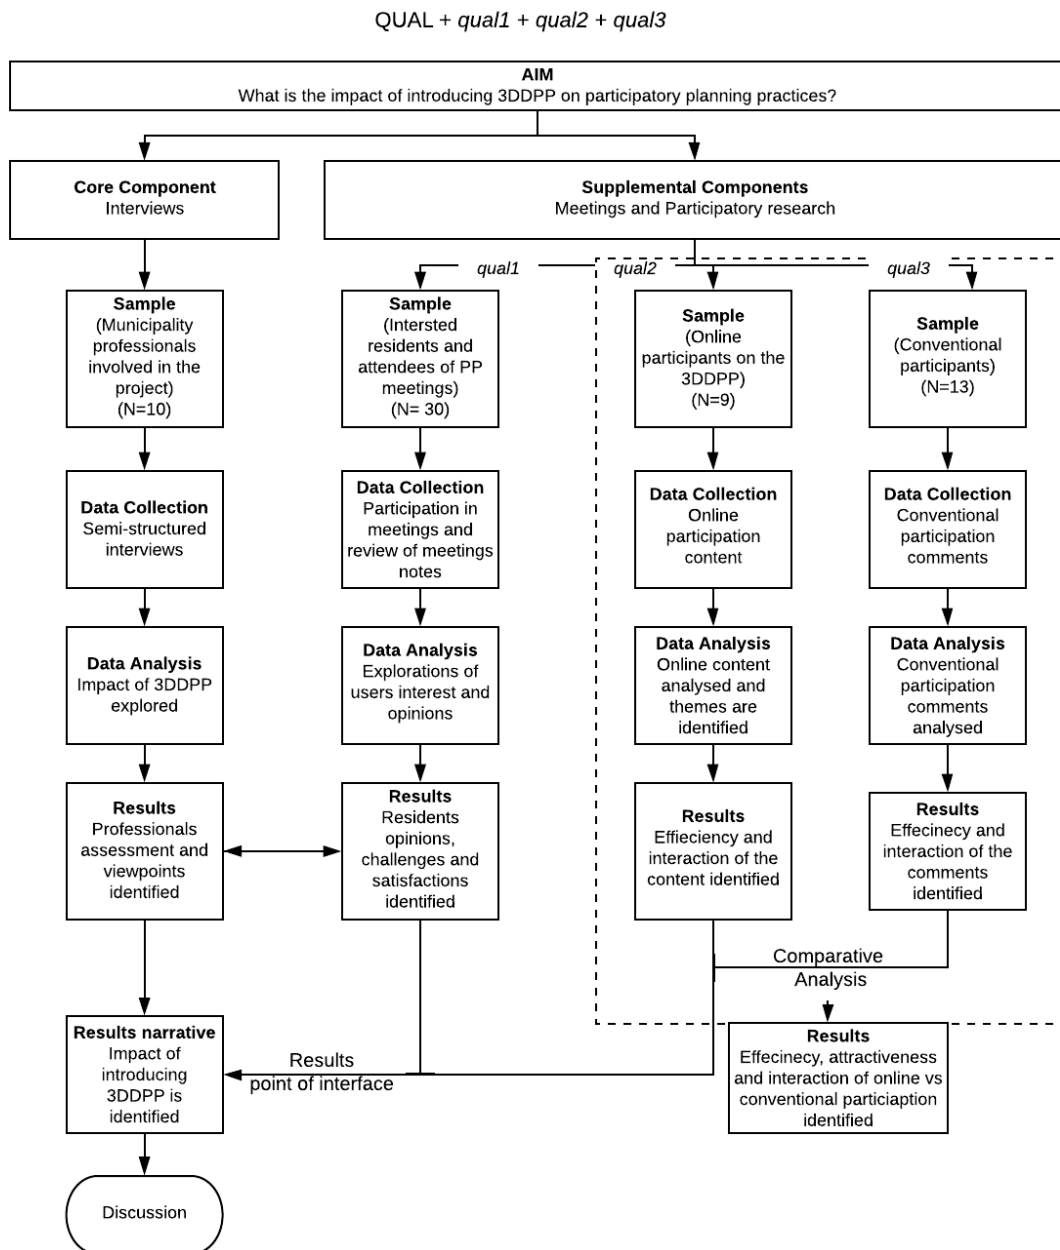 QUAL + qual1 + qual2 + qual3
AIM
What is the impact of introducing 3DDPP on participatory planning practices?
Core Component
Interviews
Supplemental Components
Meetings and Participatory research
qual1
qual2
qual3
Sample
(Municipality
professionals
involved in the
project)
(N=10)
Sample
(Intersted
residents and
attendees of PP
meetings)
(N= 30)
Sample
(Online
participants on the
3DDPP)
(N=9)
Sample
(Conventional
participants)
(N=13)
Data Collection
Semi-structured
interviews
Data Collection
Participation in
meetings and
review of meetings
notes
Data Collection
Online
participation
content
Data Collection
Conventional
participation
comments
Data Analysis
Impact of 3DDPP
explored
Data Analysis
Explorations of
users interest and
opinions
Data Analysis
Online content
analysed and
themes are
identified
Data Analysis
Conventional
participation
comments
analysed
Results
Professionals
assessment and
viewpoints
identified
Results
Residents
opinions,
challenges and
satisfactions
identified
Results
Effieciency and
interaction of the
content identified
Results
Effecinecy and
interaction of the
comments
identified
Comparative
Analysis
Results narrative
Impact of
introducing
3DDPP is
identified
Results
point of interface
Results
Effecinecy, attractiveness
and interaction of online vs
conventional particiaption
identified
Discussion